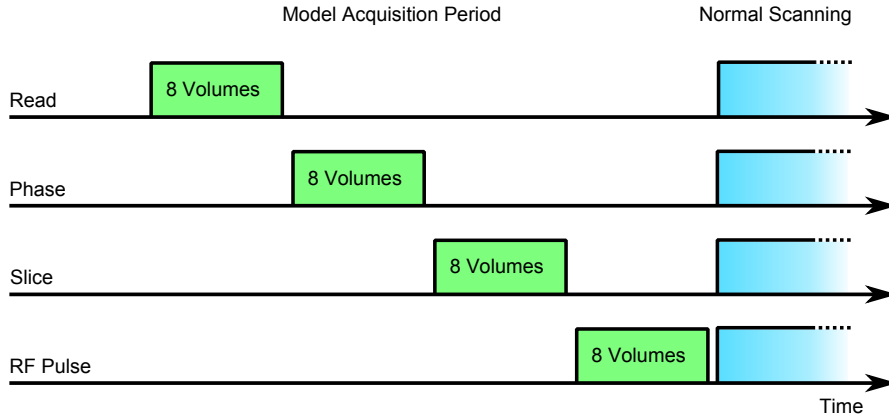 Model Acquisition Period
Normal Scanning
Read
8 Volumes
Phase
8 Volumes
Slice
8 Volumes
RF Pulse
8 Volumes
Time